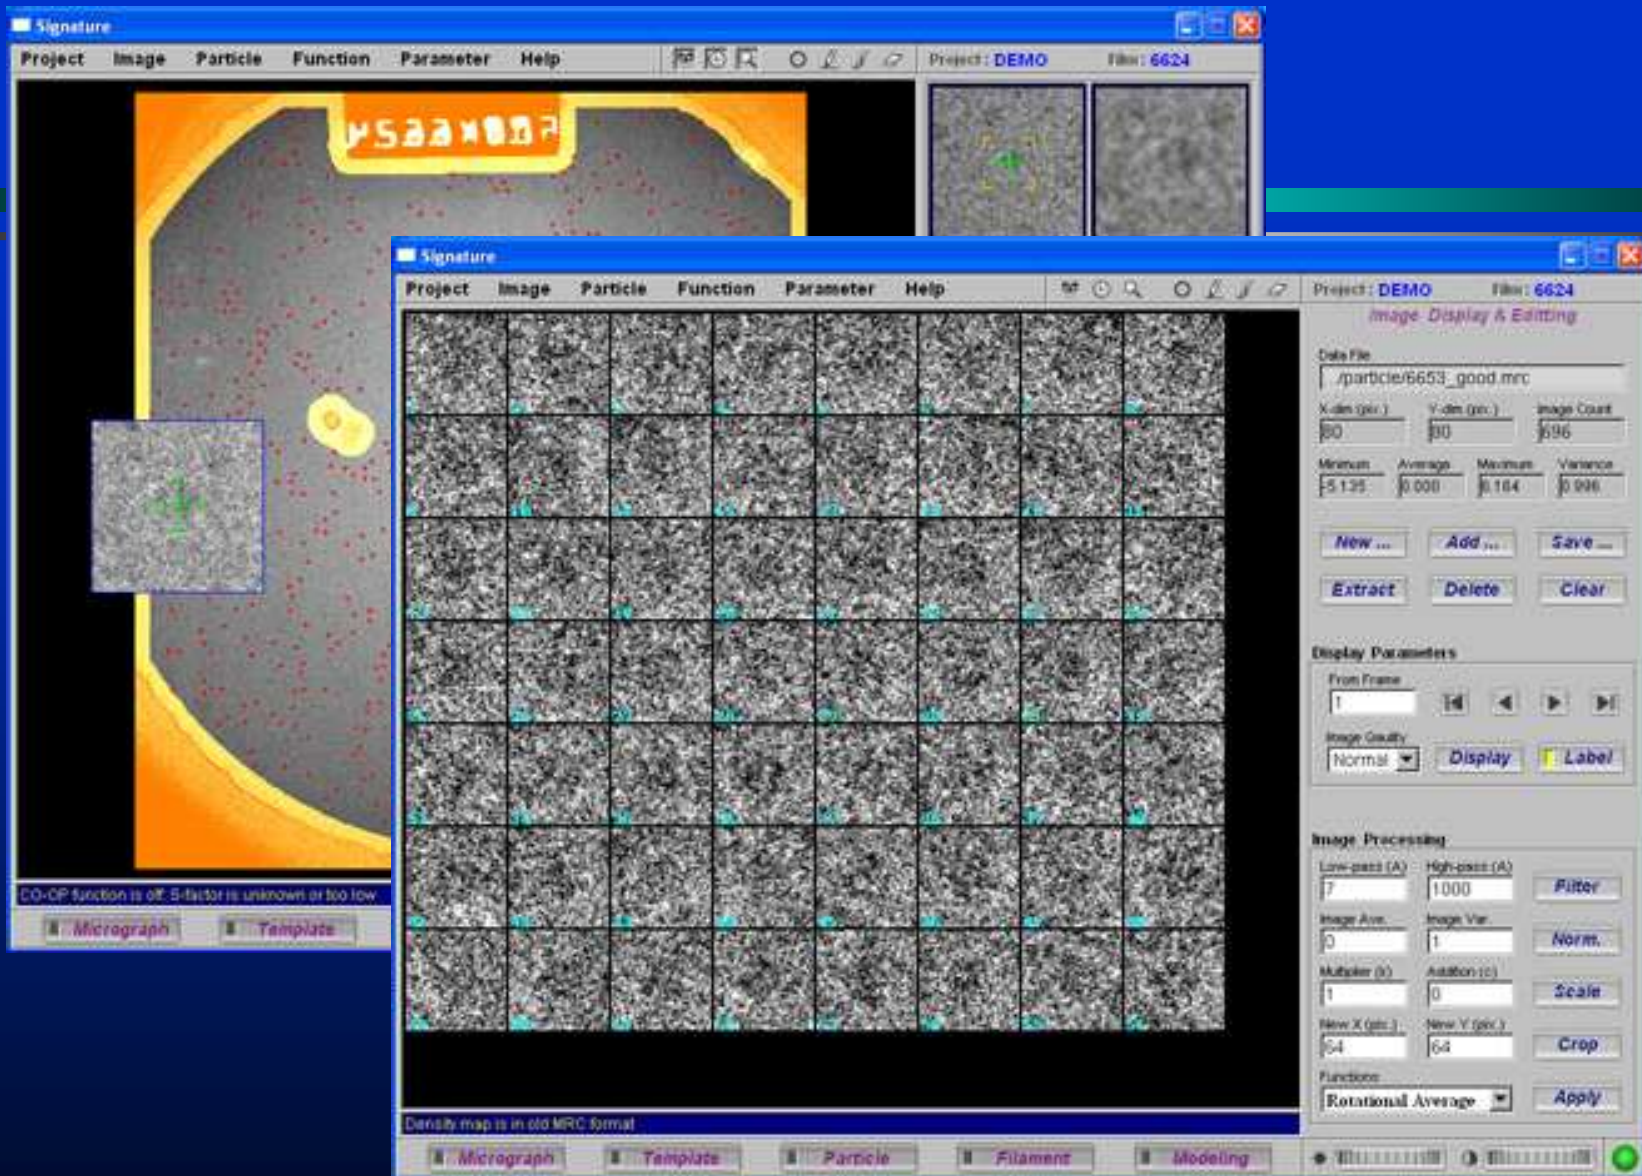 Signature
Project Image Particle Function Parameter Help
Project: DEMO Film: 6624
CO-OP function is off: S-factor is unknown or too low
Micrograph Template
Signature
Project Image Particle Function Parameter Help
Project: DEMO Film: 6624
Image Display & Editting
Data File
../particle/6653_good.mrc
X-dim (pix.) Y-dim (pix.) Image Count
80 80 696
Minimum Average Maximum Variance
-5.135 0.000 0.996
New ... Add ... Save ...
Extract Delete Clear
Display Parameters
From Frame
1
Image Quality
Normal Display Label
Image Processing
Low-pass (A) High-pass (A)
7 1000 Filter
Image Ave. Image Var.
0 1 Norm.
Multiplier (x) Addition (c)
1 0 Scale
New X (pix.) New Y (pix.)
64 64 Crop
Functions
Rotational Average Apply
Density map is in old MRC format
Micrograph Template Particle Filament Modeling